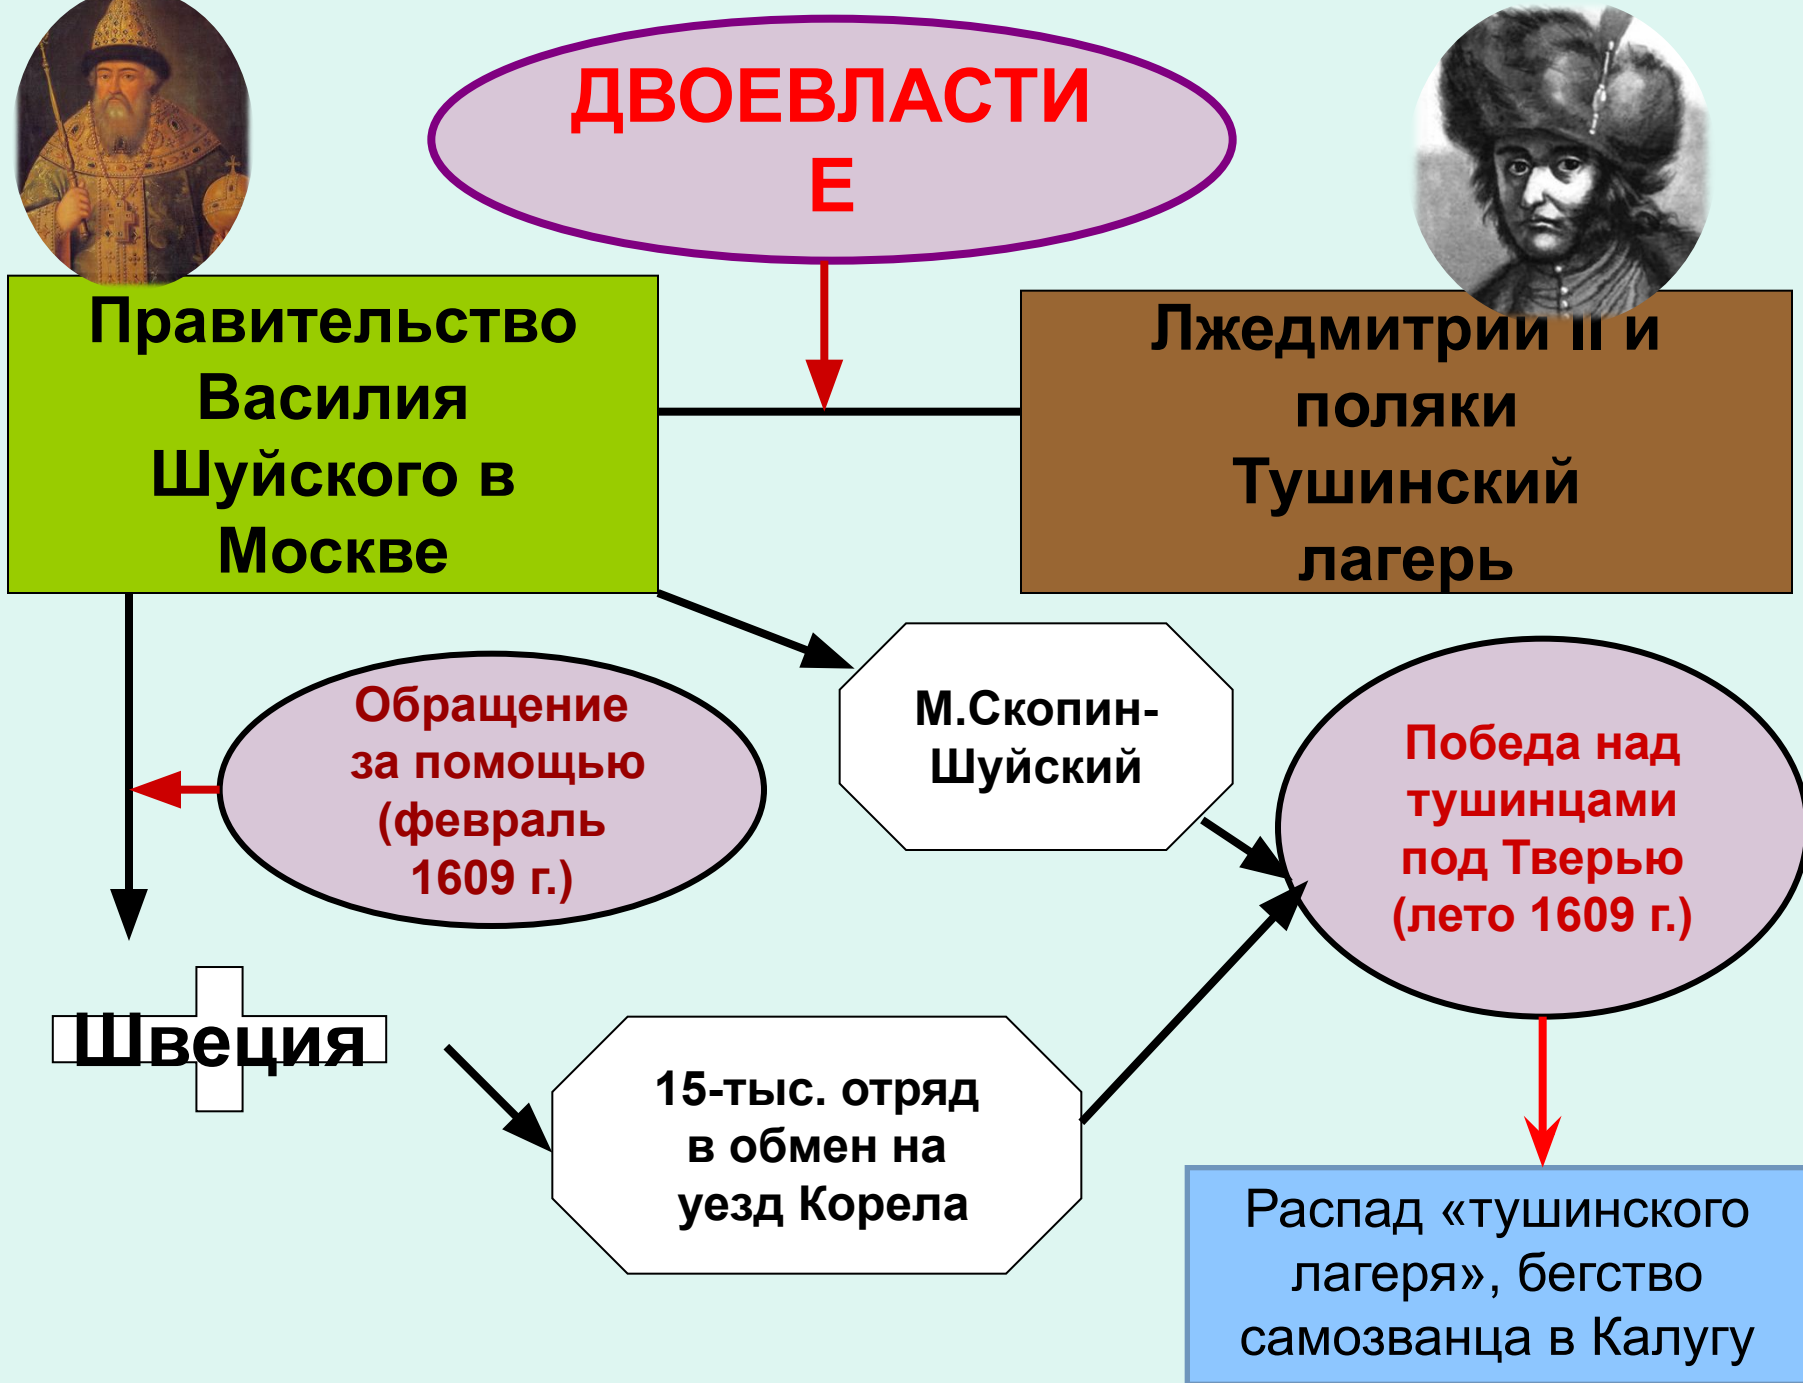 ДВОЕВЛАСТИ
Е
Правительство
Василия
Шуйского в
Москве
Лжедмитрий II и
поляки
Тушинский
лагерь
Обращение
за помощью
(февраль
1609 г.)
М.Скопин-
Шуйский
Победа над
тушинцами
под Тверью
(лето 1609 г.)
Швеция
15-тыс. отряд
в обмен на
уезд Корела
Распад «тушинского
лагеря», бегство
самозванца в Калугу